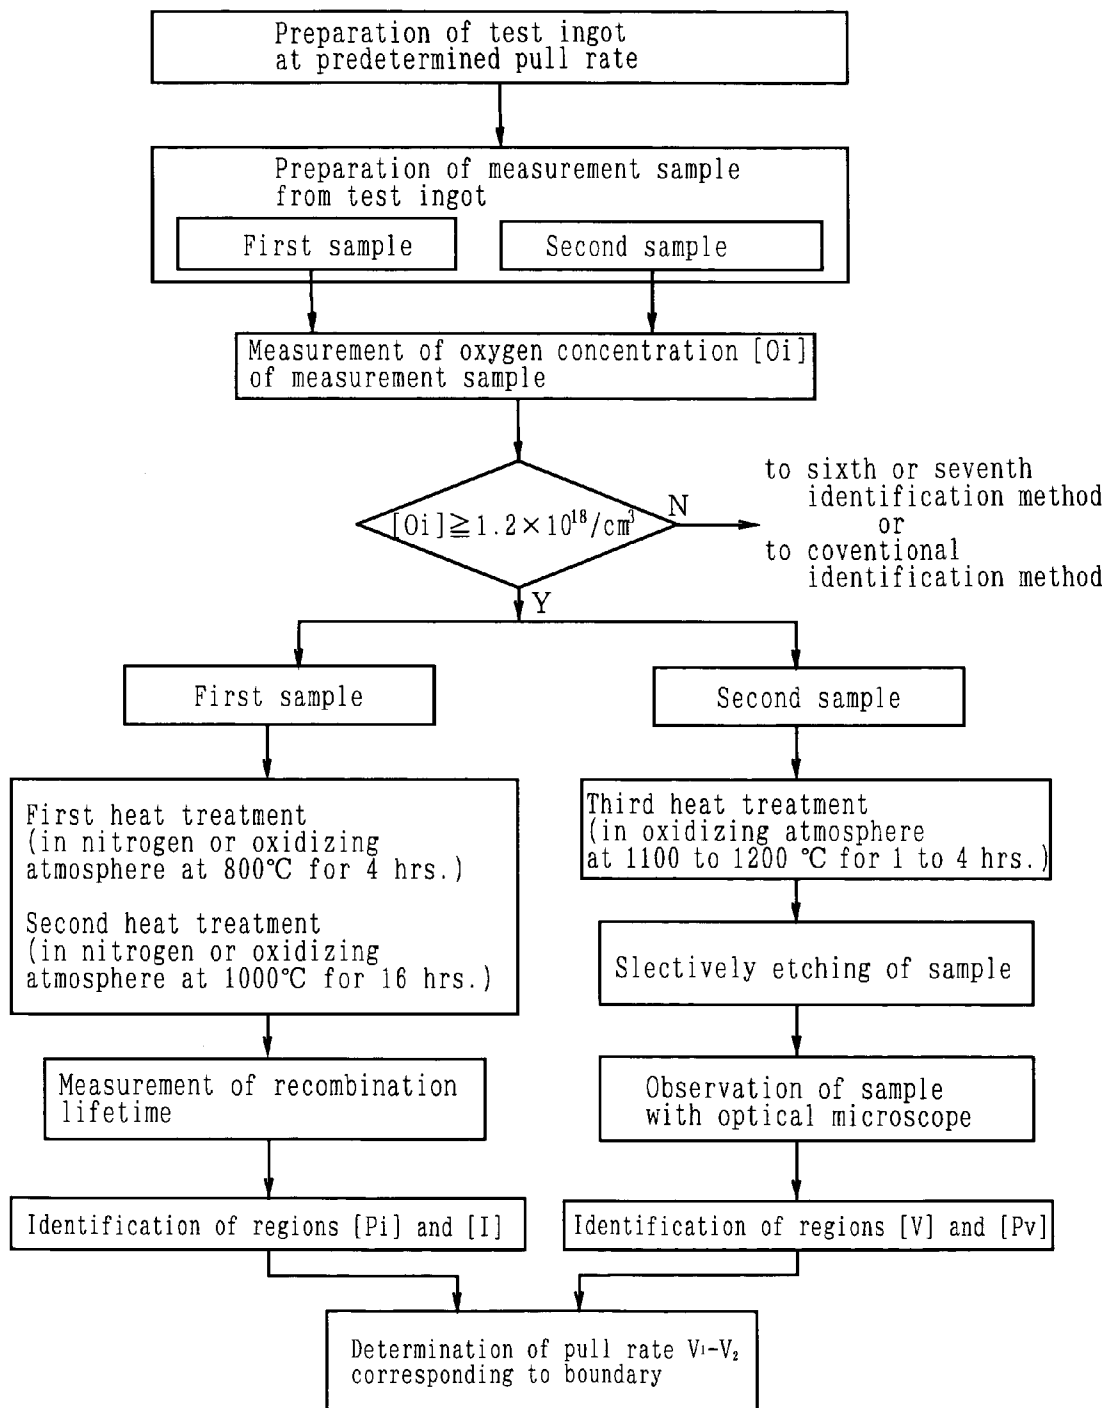 Preparation of test ingot
at predetermined pull rate
Preparation of measurement sample
from test ingot
First sample
Second sample
Measurement of oxygen concentration [Oi]
of measurement sample
[Oi]≧1.2×10¹⁸/cm³
N
to sixth or seventh
identification method
or
to coventional
identification method
Y
First sample
Second sample
First heat treatment
(in nitrogen or oxidizing
atmosphere at 800℃ for 4 hrs.)
Second heat treatment
(in nitrogen or oxidizing
atmosphere at 1000℃ for 16 hrs.)
Third heat treatment
(in oxidizing atmosphere
at 1100 to 1200 ℃ for 1 to 4 hrs.)
Slectively etching of sample
Measurement of recombination
lifetime
Observation of sample
with optical microscope
Identification of regions [Pi] and [I]
Identification of regions [V] and [Pv]
Determination of pull rate V₁-V₂
corresponding to boundary